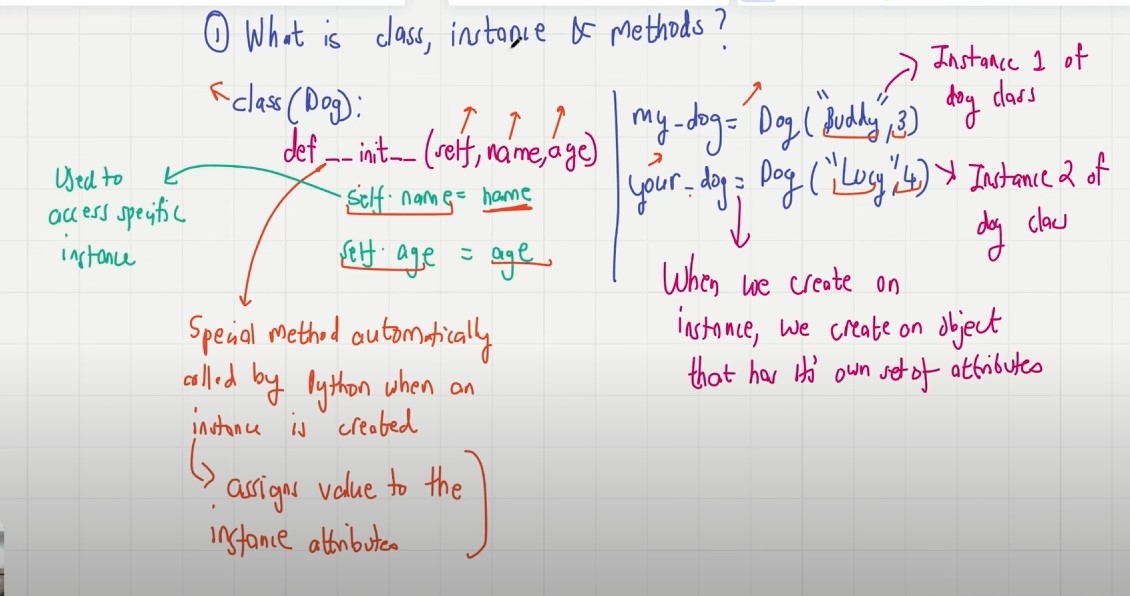 ① What is class, instance & methods?
class(Dog):
def __init__(self, name, age)
self.name = name
self.age = age
Used to
access specific
instance
Special method automatically
called by Python when an
instance is created
assigns value to the
instance attributes
my_dog = Dog("Buddy", 3)
your_dog = Dog("Lucy", 4)
Instance 1 of
dog class
Instance 2 of
dog class
When we create an
instance, we create an object
that has its' own set of attributes